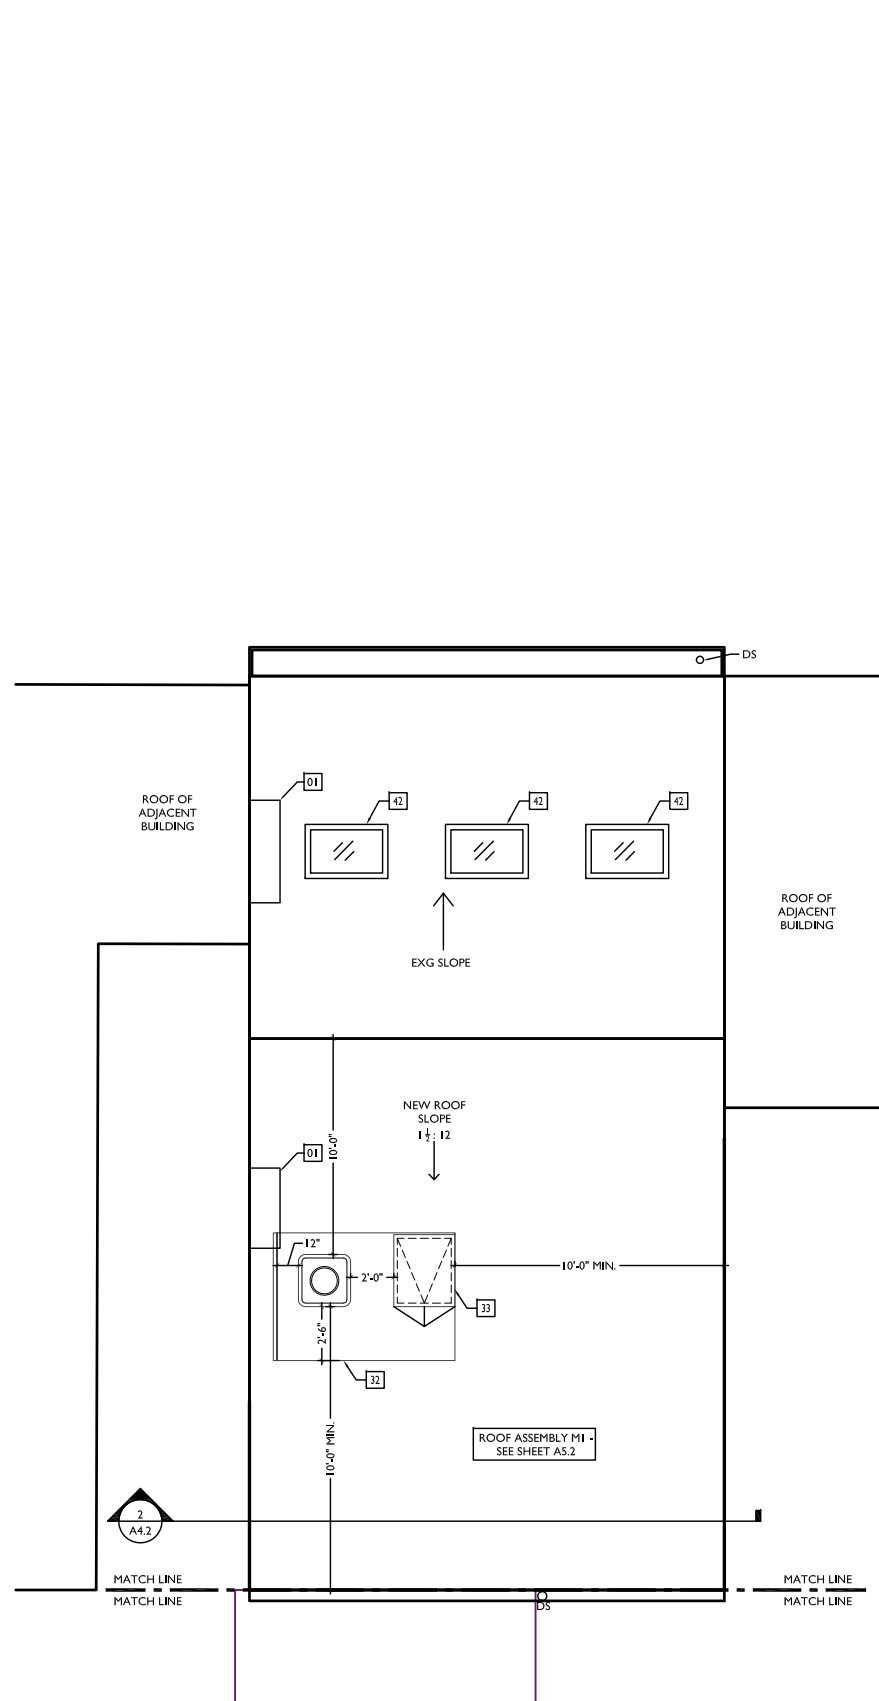 DS
01
42
42
42
ROOF OF
ADJACENT
BUILDING
ROOF OF
ADJACENT
BUILDING
EXG SLOPE
NEW ROOF
SLOPE
1 1/2 : 12
01
10'-0"
12"
2'-0"
10'-0" MIN.
33
2'-6"
32
10'-0" MIN.
ROOF ASSEMBLY M1 -
SEE SHEET A5.2
2
A4.2
MATCH LINE
MATCH LINE
MATCH LINE
MATCH LINE
DS